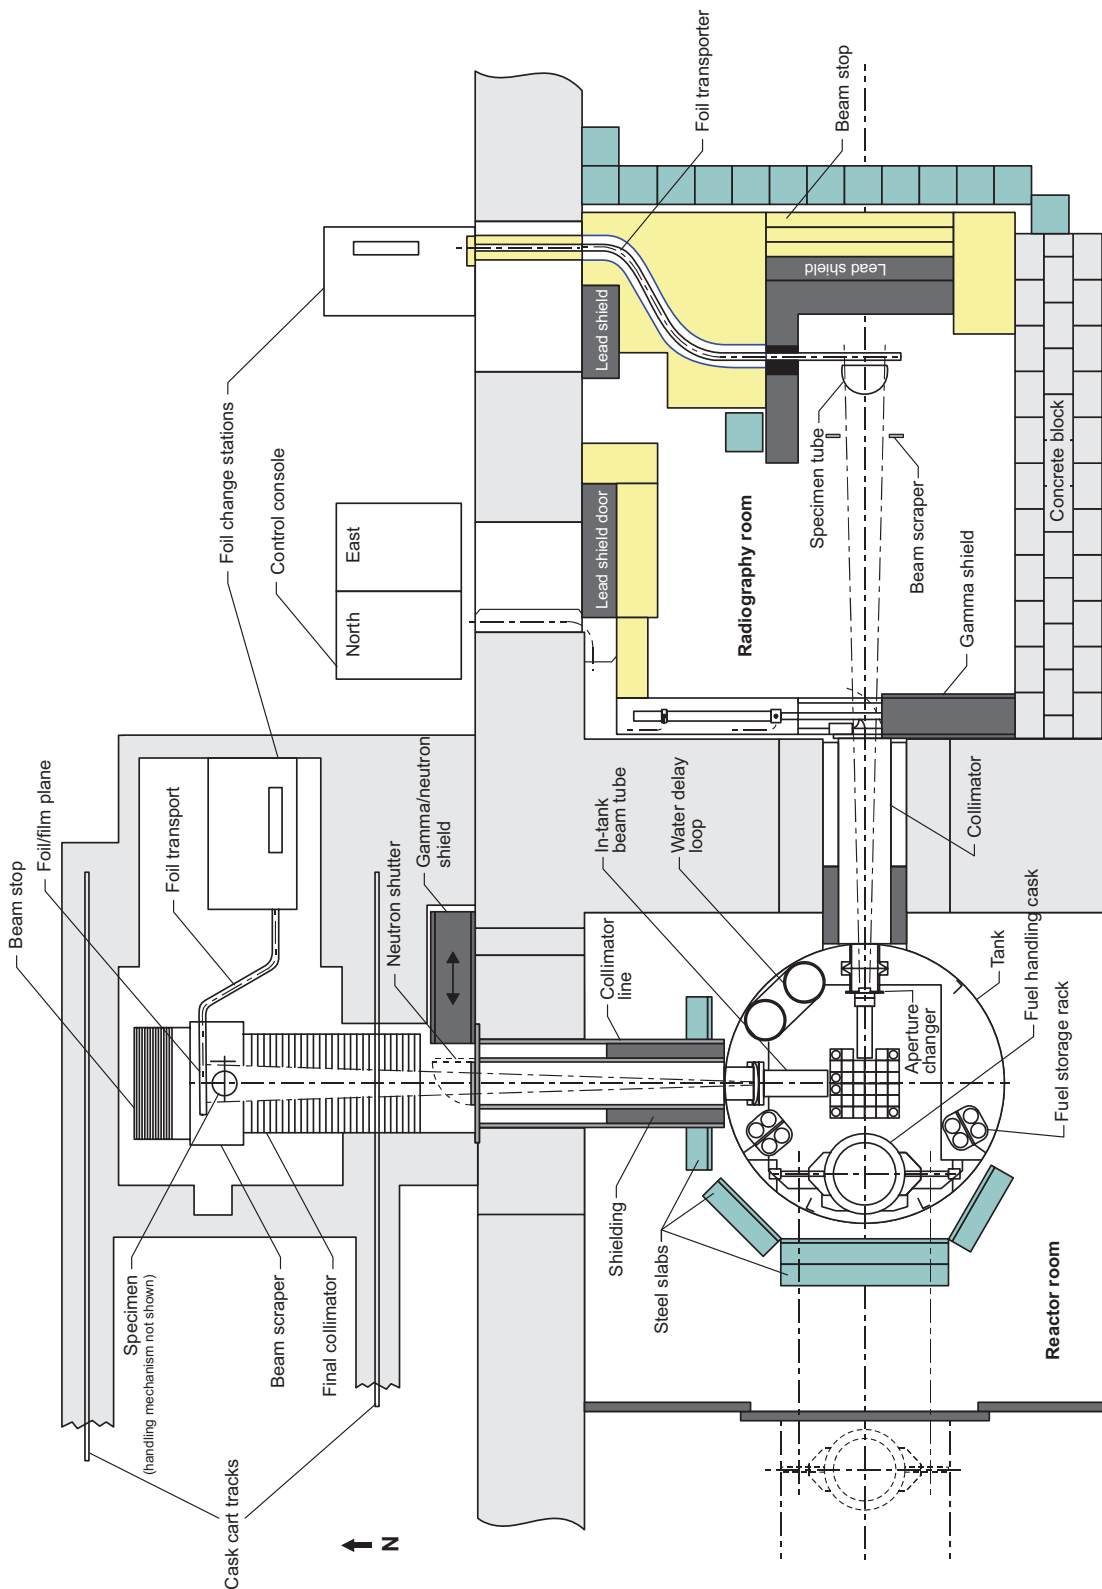 Beam stop
Foil/film plane
Foil transport
Foil change stations
Control console
North
East
Foil transporter
Beam stop
Lead shield
Lead shield
Lead shield door
Specimen tube
Beam scraper
Radiography room
Gamma shield
Concrete block
Neutron shutter
Gamma/neutron
shield
Collimator
line
In-tank
beam tube
Water delay
loop
Collimator
Aperture
changer
Tank
Fuel handling cask
Fuel storage rack
Shielding
Steel slabs
Reactor room
Specimen
(handling mechanism not shown)
Beam scraper
Final collimator
Cask cart tracks
N